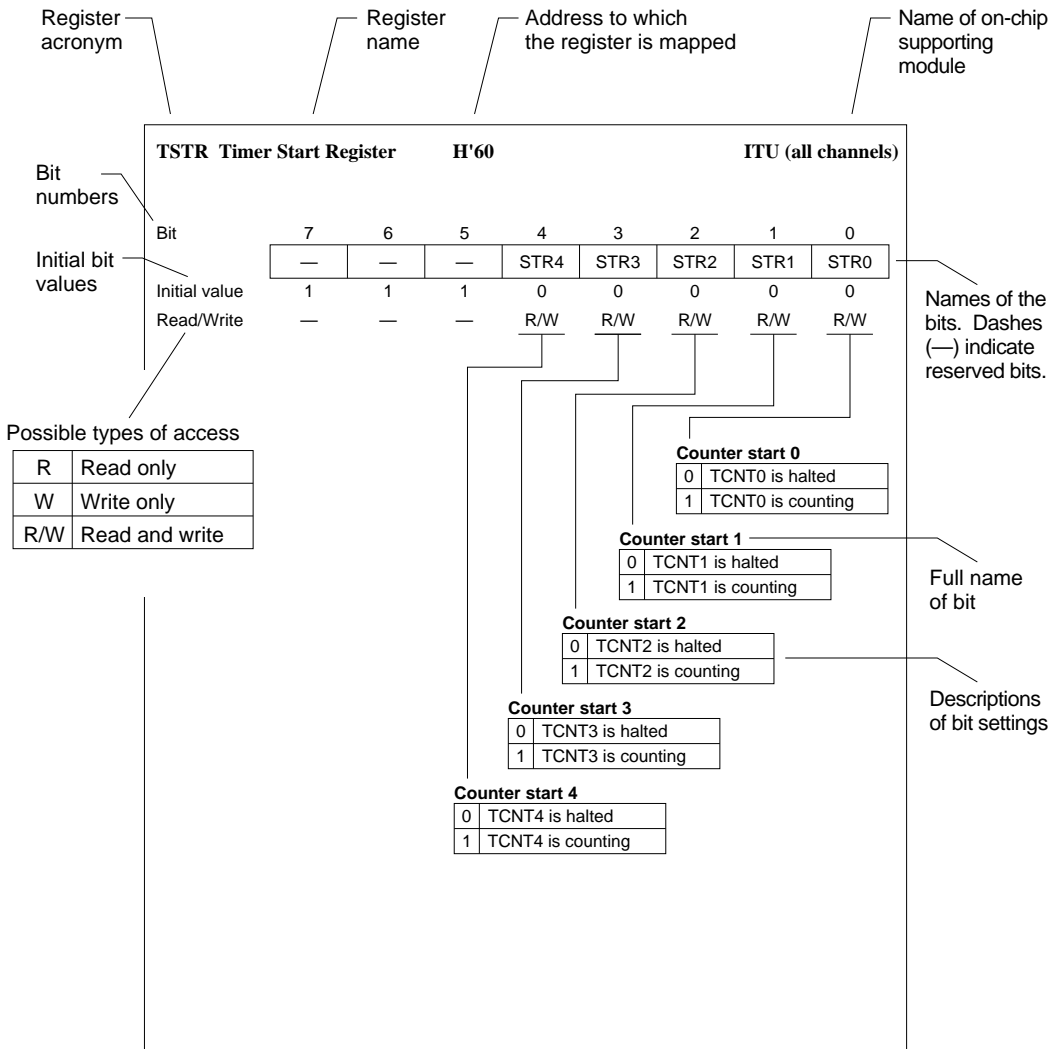 Register
acronym
Register
name
Address to which
the register is mapped
Name of on-chip
supporting
module
TSTR Timer Start Register H'60 ITU (all channels)
Bit
numbers
Bit 7 6 5 4 3 2 1 0
— — — STR4 STR3 STR2 STR1 STR0
Initial bit
values
Initial value 1 1 1 0 0 0 0 0
Read/Write — — — R/W R/W R/W R/W R/W
Names of the
bits. Dashes
(—) indicate
reserved bits.
Possible types of access
R Read only
W Write only
R/W Read and write
Counter start 0
0 TCNT0 is halted
1 TCNT0 is counting
Counter start 1
0 TCNT1 is halted
1 TCNT1 is counting
Full name
of bit
Counter start 2
0 TCNT2 is halted
1 TCNT2 is counting
Descriptions
of bit settings
Counter start 3
0 TCNT3 is halted
1 TCNT3 is counting
Counter start 4
0 TCNT4 is halted
1 TCNT4 is counting